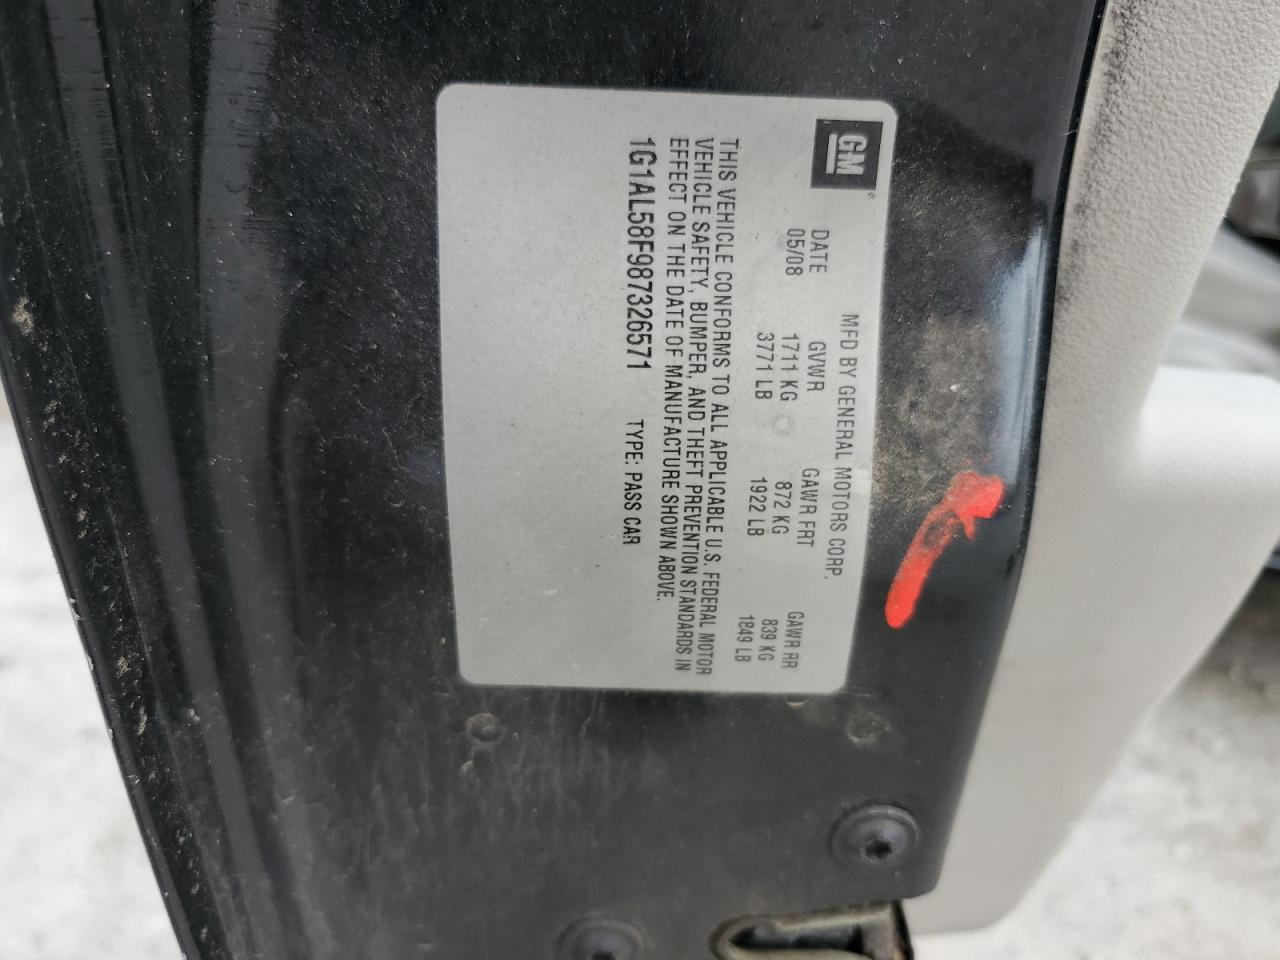 GM
MFD BY GENERAL MOTORS CORP.
DATE GVWR GAWR FRT GAWR RR
05/08 1711 KG 872 KG 839 KG
3771 LB 1922 LB 1849 LB
THIS VEHICLE CONFORMS TO ALL APPLICABLE U.S. FEDERAL MOTOR
VEHICLE SAFETY, BUMPER, AND THEFT PREVENTION STANDARDS IN
EFFECT ON THE DATE OF MANUFACTURE SHOWN ABOVE.
1G1AL58F987326571 TYPE: PASS CAR